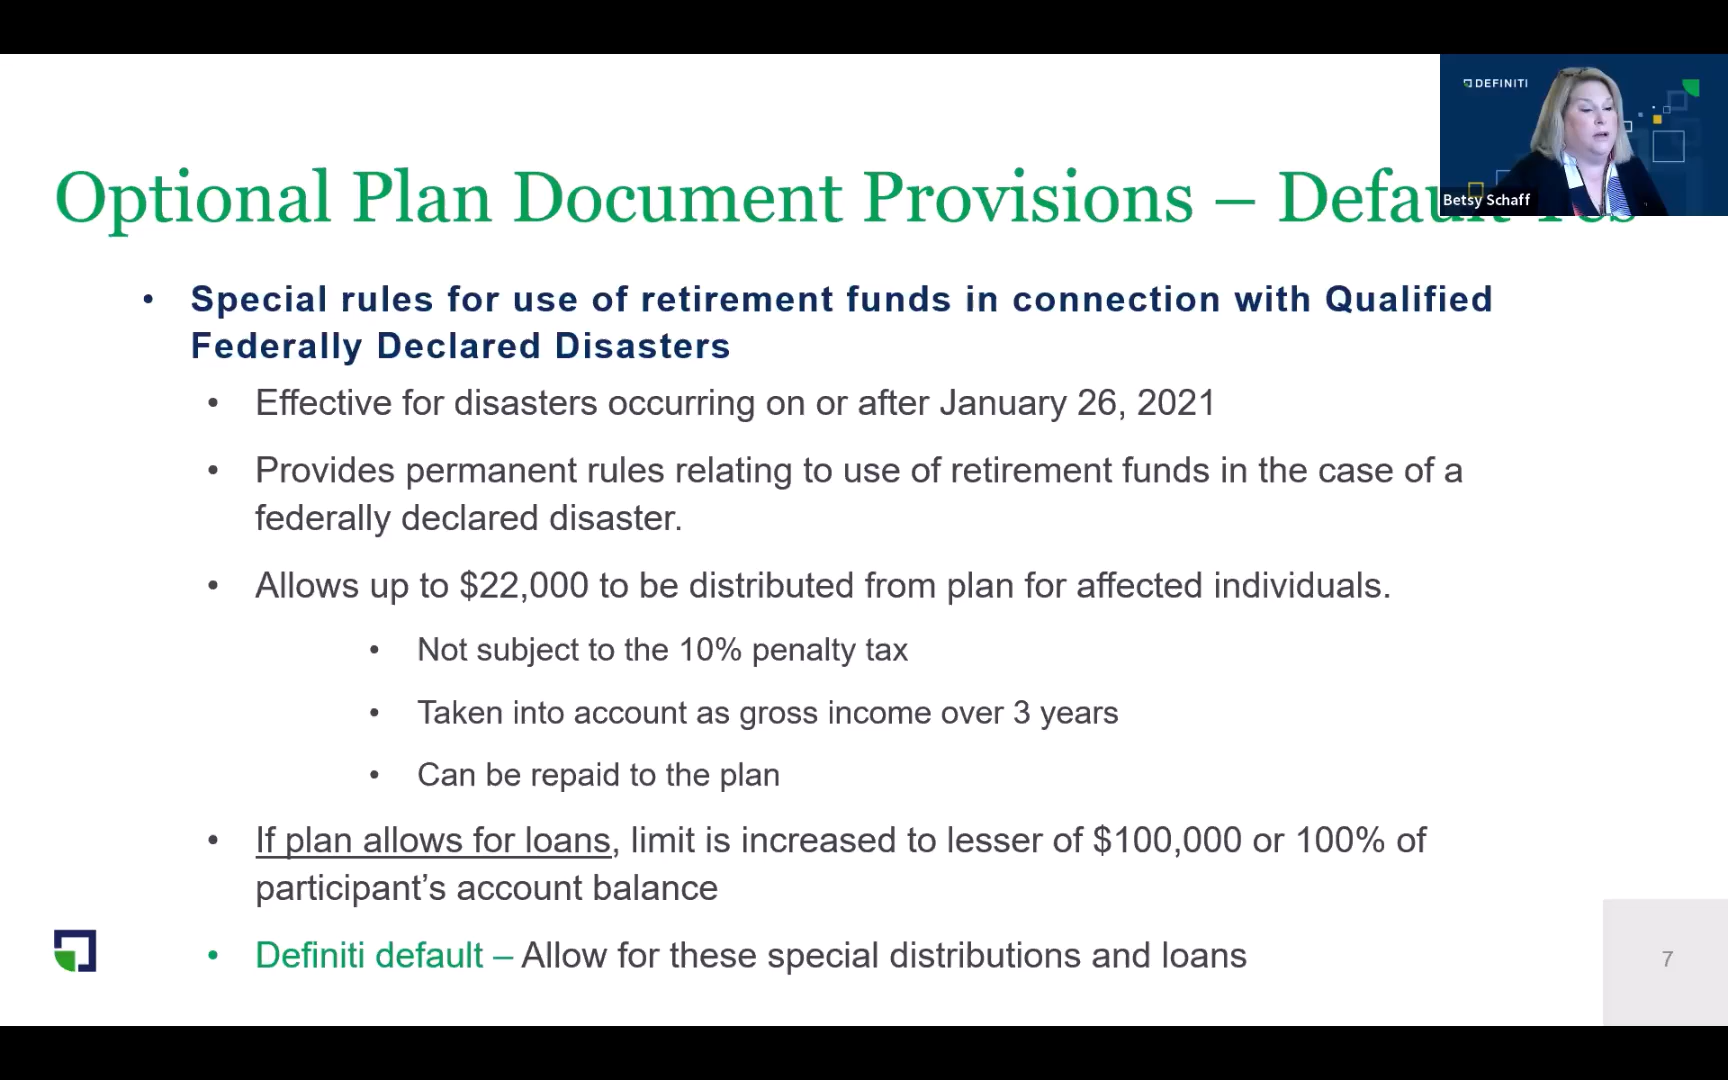 DEFINITI
Betsy Schaff
Optional Plan Document Provisions – Default Yes
• Special rules for use of retirement funds in connection with Qualified
Federally Declared Disasters
• Effective for disasters occurring on or after January 26, 2021
• Provides permanent rules relating to use of retirement funds in the case of a
federally declared disaster.
• Allows up to $22,000 to be distributed from plan for affected individuals.
• Not subject to the 10% penalty tax
• Taken into account as gross income over 3 years
• Can be repaid to the plan
• If plan allows for loans, limit is increased to lesser of $100,000 or 100% of
participant’s account balance
• Definiti default – Allow for these special distributions and loans
7